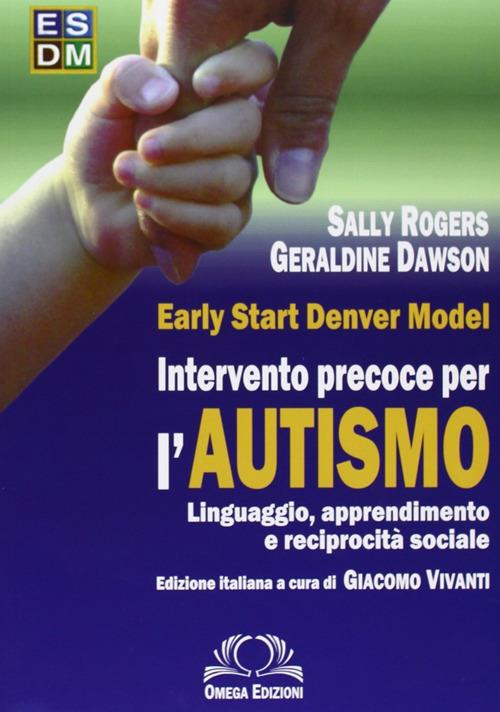 ES
DM
SALLY ROGERS
GERALDINE DAWSON
Early Start Denver Model
Intervento precoce per
l'AUTISMO
Linguaggio, apprendimento
e reciprocità sociale
Edizione italiana a cura di GIACOMO VIVANTI
OMEGA EDIZIONI